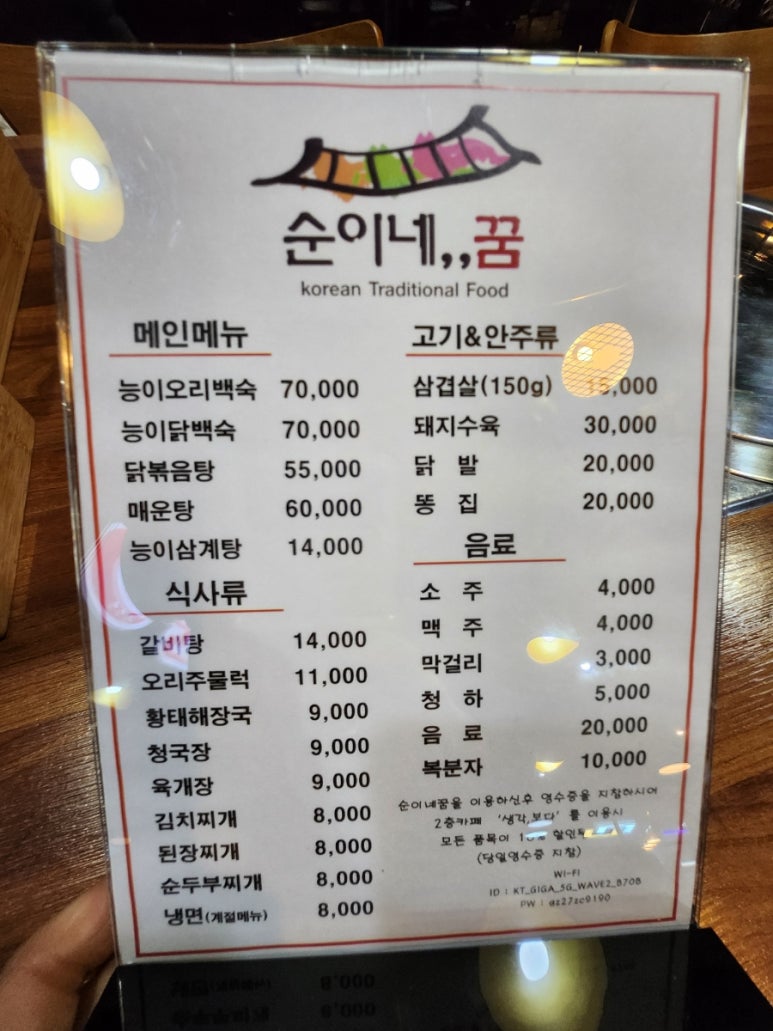 순이네,,꿈
korean Traditional Food
메인메뉴
능이오리백숙 70,000
능이닭백숙 70,000
닭볶음탕 55,000
매운탕 60,000
능이삼계탕 14,000
식사류
갈비탕 14,000
오리주물럭 11,000
황태해장국 9,000
청국장 9,000
육개장 9,000
김치찌개 8,000
된장찌개 8,000
순두부찌개 8,000
냉면(계절메뉴) 8,000
고기&안주류
삼겹살(150g)
돼지수육 30,000
닭 발 20,000
똥 집 20,000
음료
소 주 4,000
맥 주 4,000
막걸리 3,000
청 하 5,000
음 료 20,000
복분자 10,000
순이네꿈을 이용하신후 영수증을 지참하시어
2층카페 '생각,보다' 를 이용시
모든 품목이
(당일영수증 지참)
WI-FI
ID : KT_GIGA_5G_WAVE2_B70B
PW : az27zc9190